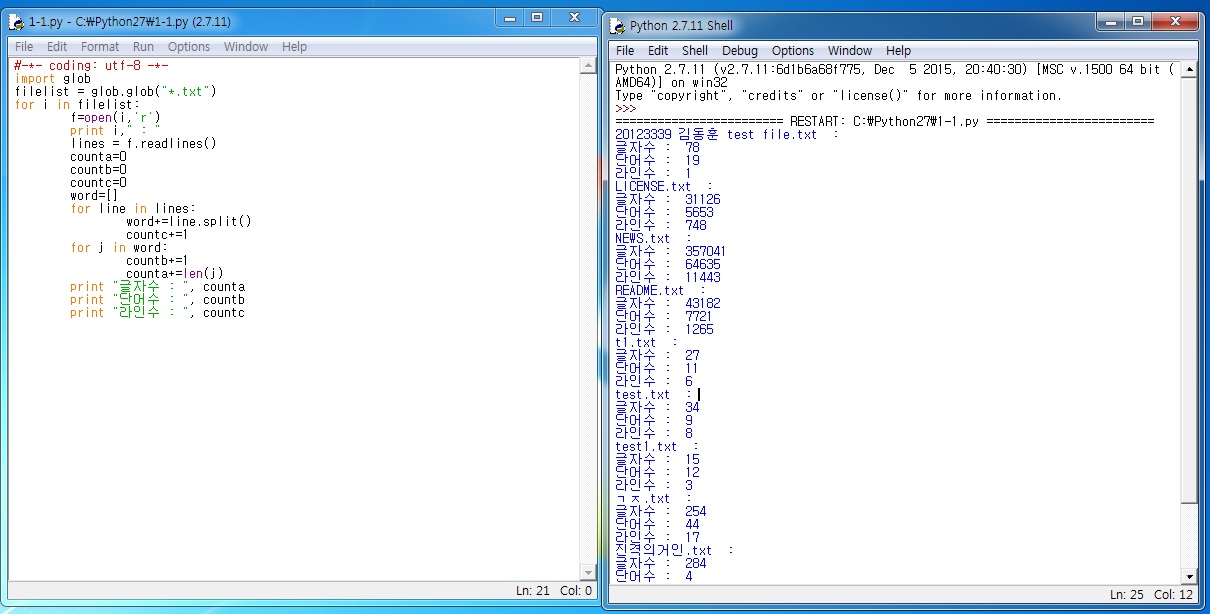 1-1.py - C:₩Python27₩1-1.py (2.7.11)
File Edit Format Run Options Window Help
#-*- coding: utf-8 -*-
import glob
filelist = glob.glob("*.txt")
for i in filelist:
        f=open(i,'r')
        print i," : "
        lines = f.readlines()
        counta=0
        countb=0
        countc=0
        word=[]
        for line in lines:
                word+=line.split()
                countc+=1
        for j in word:
                countb+=1
                counta+=len(j)
        print "글자수 : ", counta
        print "단어수 : ", countb
        print "라인수 : ", countc
Ln: 21 Col: 0
Python 2.7.11 Shell
File Edit Shell Debug Options Window Help
Python 2.7.11 (v2.7.11:6d1b6a68f775, Dec  5 2015, 20:40:30) [MSC v.1500 64 bit (
AMD64)] on win32
Type "copyright", "credits" or "license()" for more information.
>>>
======================== RESTART: C:₩Python27₩1-1.py ========================
20123339 김동훈 test file.txt  :
글자수 :  78
단어수 :  19
라인수 :  1
LICENSE.txt  :
글자수 :  31126
단어수 :  5653
라인수 :  748
NEWS.txt  :
글자수 :  357041
단어수 :  64635
라인수 :  11443
README.txt  :
글자수 :  43182
단어수 :  7721
라인수 :  1265
t1.txt  :
글자수 :  27
단어수 :  11
라인수 :  6
test.txt  :
글자수 :  34
단어수 :  9
라인수 :  8
test1.txt  :
글자수 :  15
단어수 :  12
라인수 :  3
ㄱㅈ.txt  :
글자수 :  254
단어수 :  44
라인수 :  17
진격의거인.txt  :
글자수 :  284
단어수 :  4
Ln: 25 Col: 12